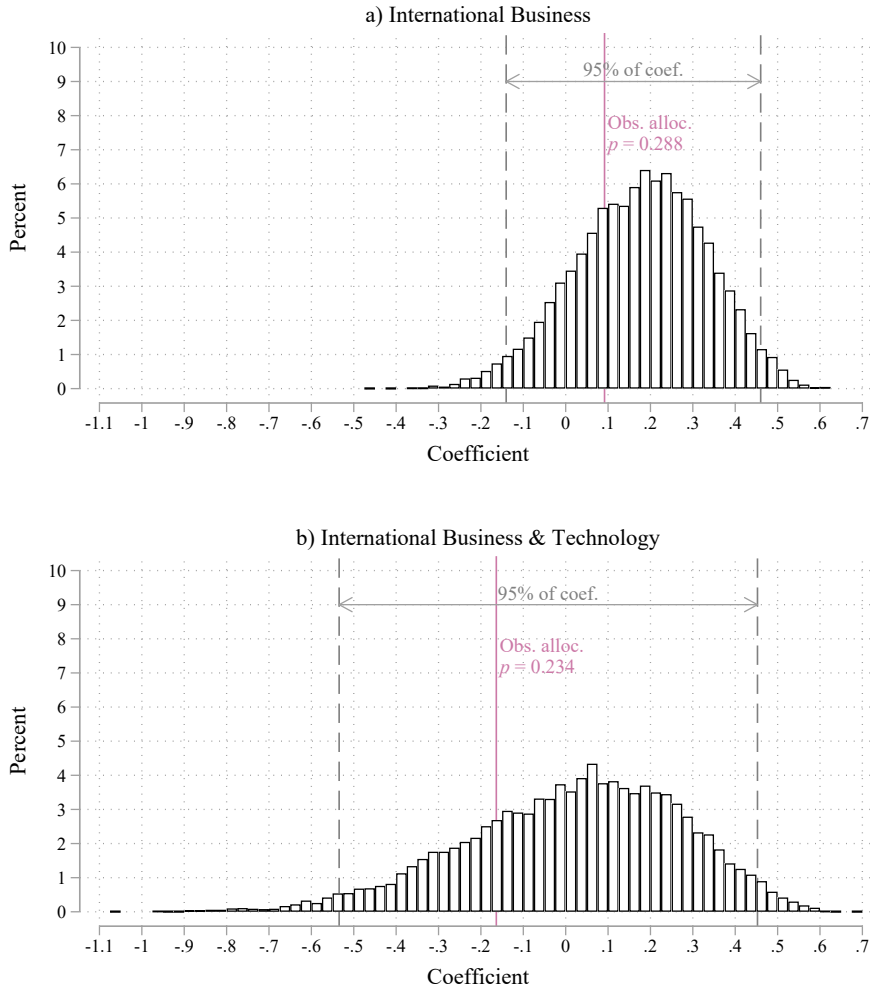 a) International Business
10
9
8
7
6
5
4
3
2
1
0
Percent
95% of coef.
Obs. alloc.
p = 0.288
-1.1 -1 -.9 -.8 -.7 -.6 -.5 -.4 -.3 -.2 -.1 0 .1 .2 .3 .4 .5 .6 .7
Coefficient
b) International Business & Technology
10
9
8
7
6
5
4
3
2
1
0
Percent
95% of coef.
Obs. alloc.
p = 0.234
-1.1 -1 -.9 -.8 -.7 -.6 -.5 -.4 -.3 -.2 -.1 0 .1 .2 .3 .4 .5 .6 .7
Coefficient